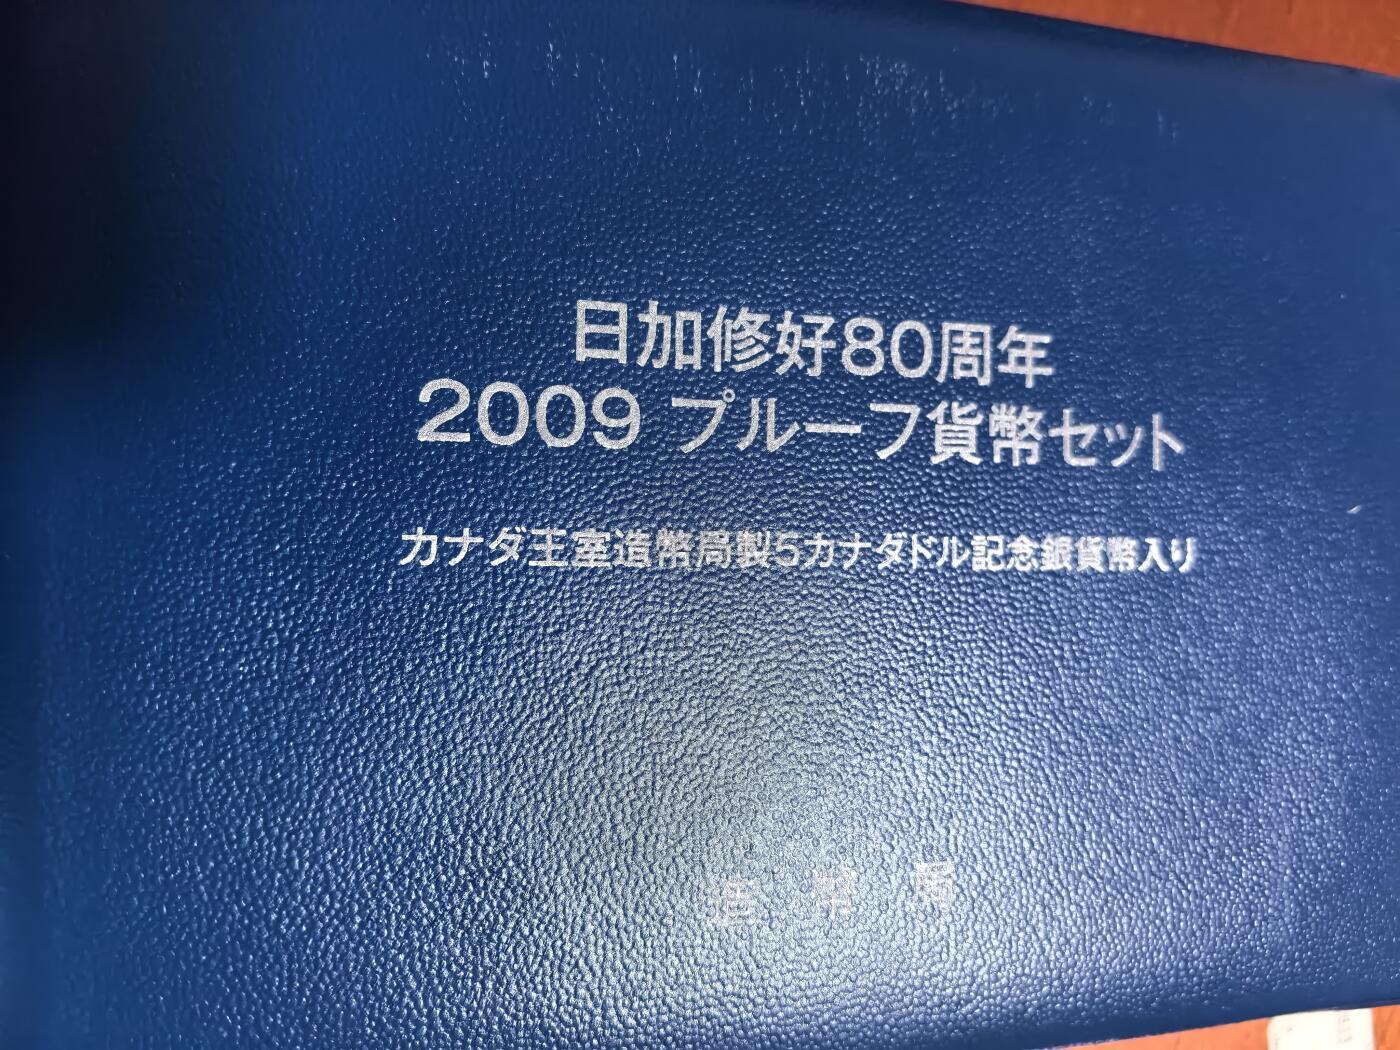 日加修好80周年
2009 プルーフ貨幣セット
カナダ王室造幣局製5カナダドル記念銀貨幣入り
造幣局